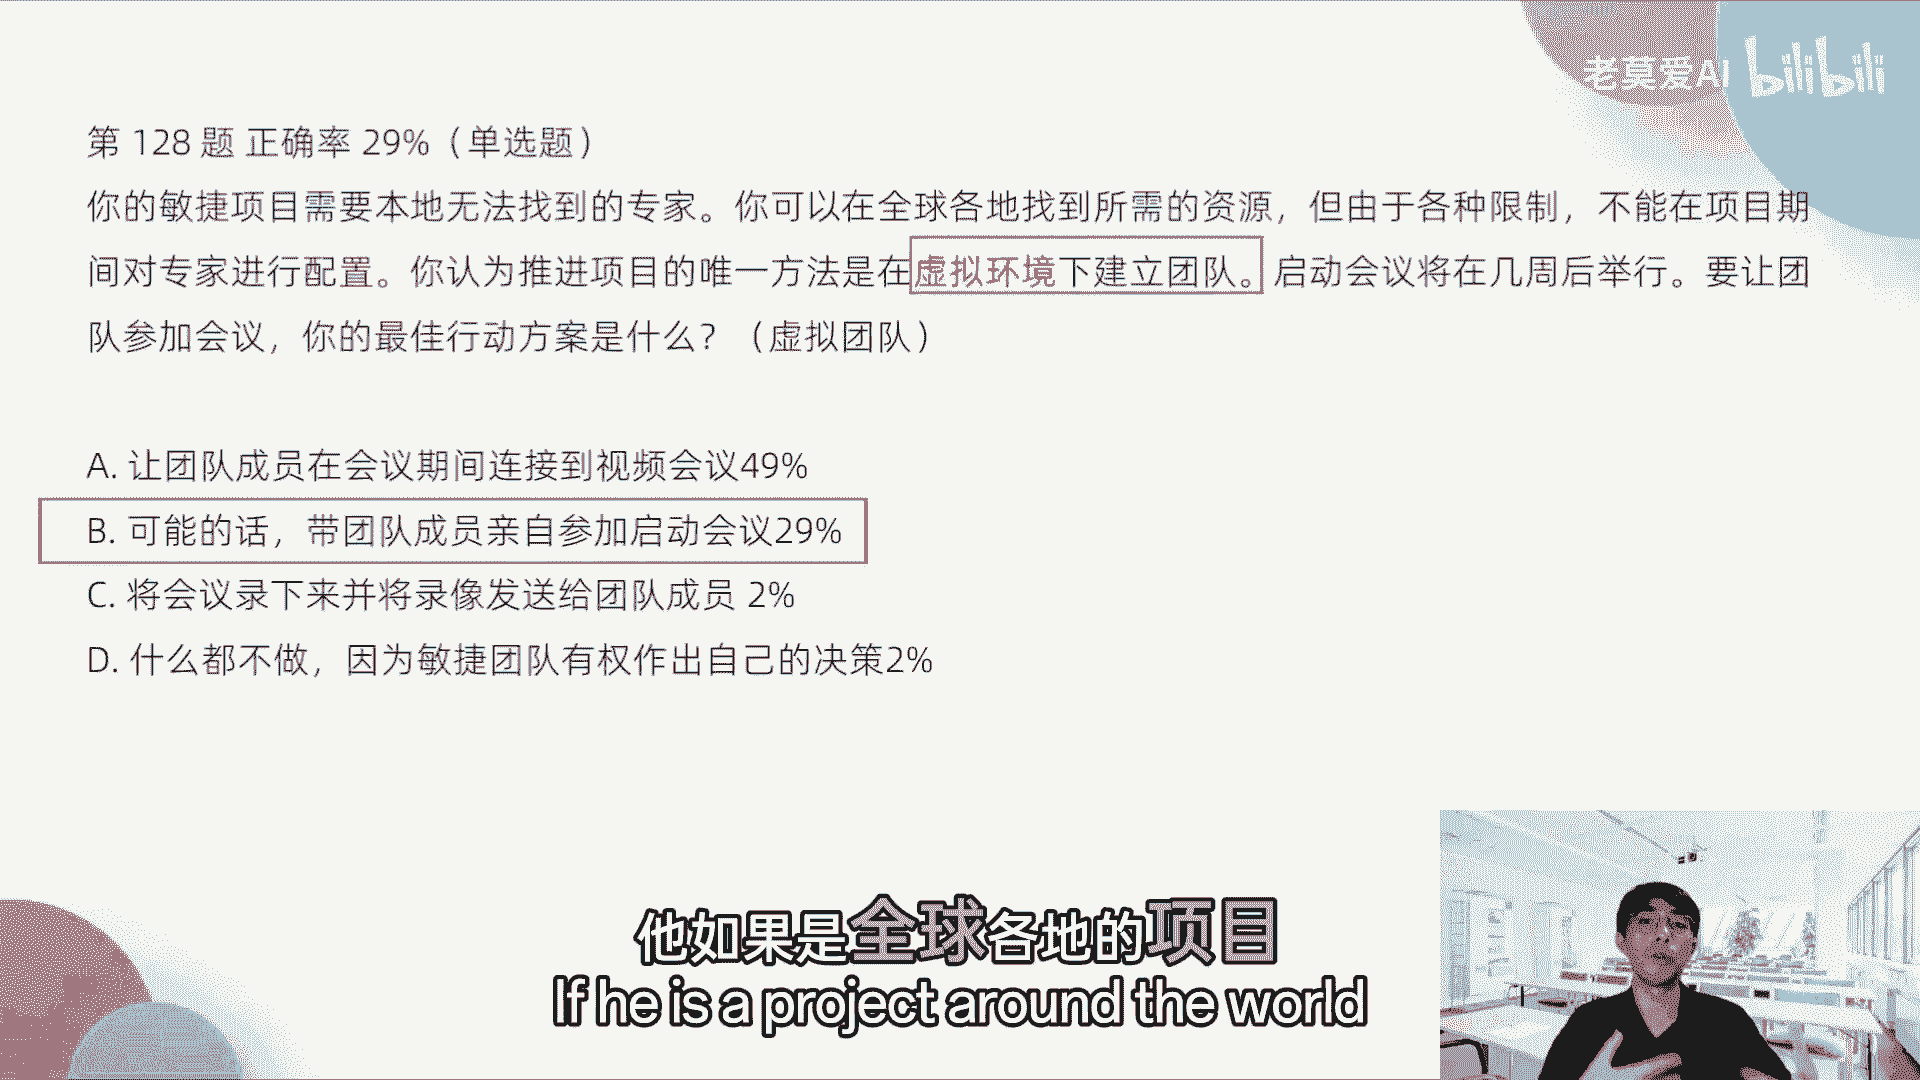 老莫爱AI bilibili
第 128 题 正确率 29%（单选题）
你的敏捷项目需要本地无法找到的专家。你可以在全球各地找到所需的资源，但由于各种限制，不能在项目期
间对专家进行配置。你认为推进项目的唯一方法是在虚拟环境下建立团队。启动会议将在几周后举行。要让团
队参加会议，你的最佳行动方案是什么？（虚拟团队）
A. 让团队成员在会议期间连接到视频会议49%
B. 可能的话，带团队成员亲自参加启动会议29%
C. 将会议录下来并将录像发送给团队成员 2%
D. 什么都不做，因为敏捷团队有权作出自己的决策2%
他如果是全球各地的项目
If he is a project around the world